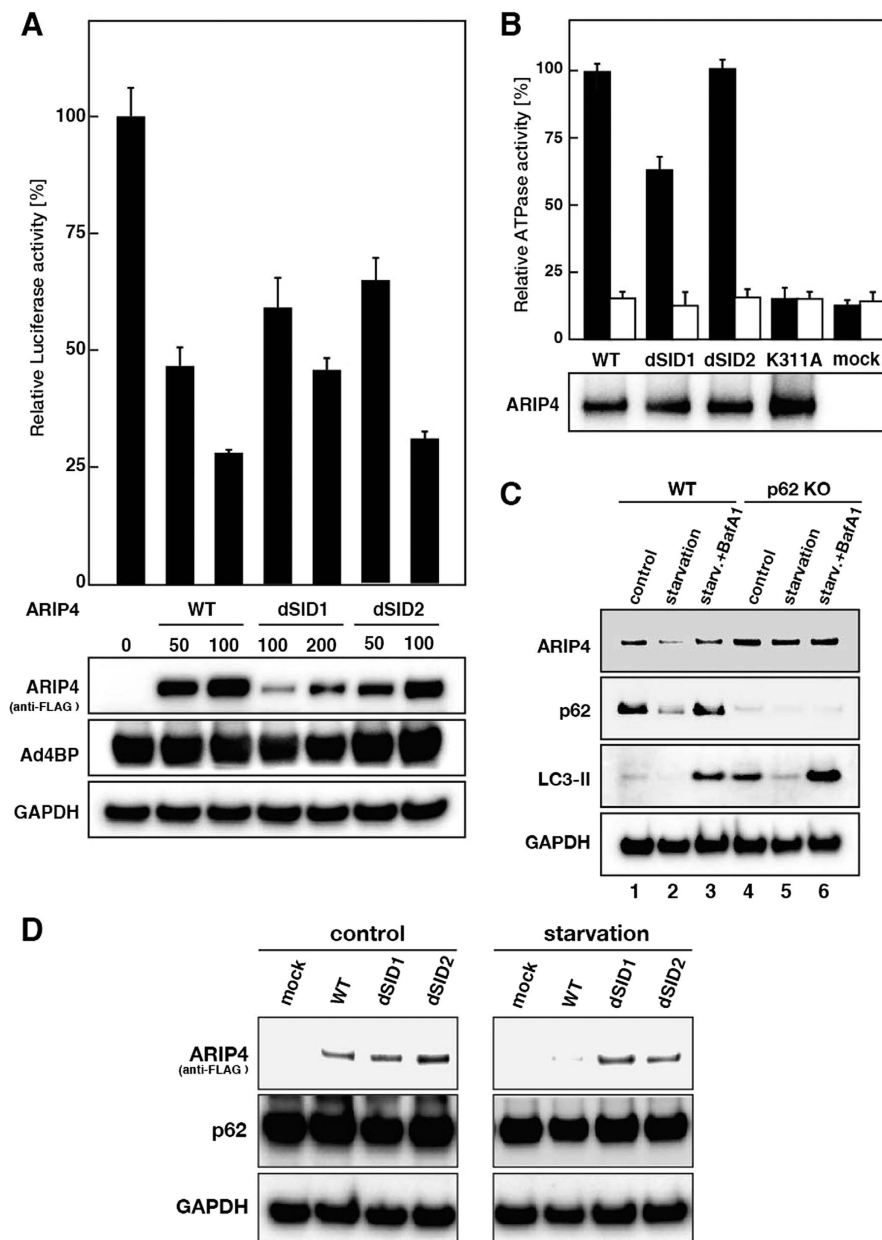 A
Relative Luciferase activity [%]
100
75
50
25
0
ARIP4
WT dSID1 dSID2
0 50 100 100 200 50 100
ARIP4
(anti-FLAG)
Ad4BP
GAPDH
B
Relative ATPase activity [%]
100
75
50
25
0
WT dSID1 dSID2 K311A mock
ARIP4
C
WT p62 KO
control starvation starv.+BafA1 control starvation starv.+BafA1
ARIP4
p62
LC3-II
GAPDH
1 2 3 4 5 6
D
control starvation
mock WT dSID1 dSID2 mock WT dSID1 dSID2
ARIP4
(anti-FLAG)
p62
GAPDH